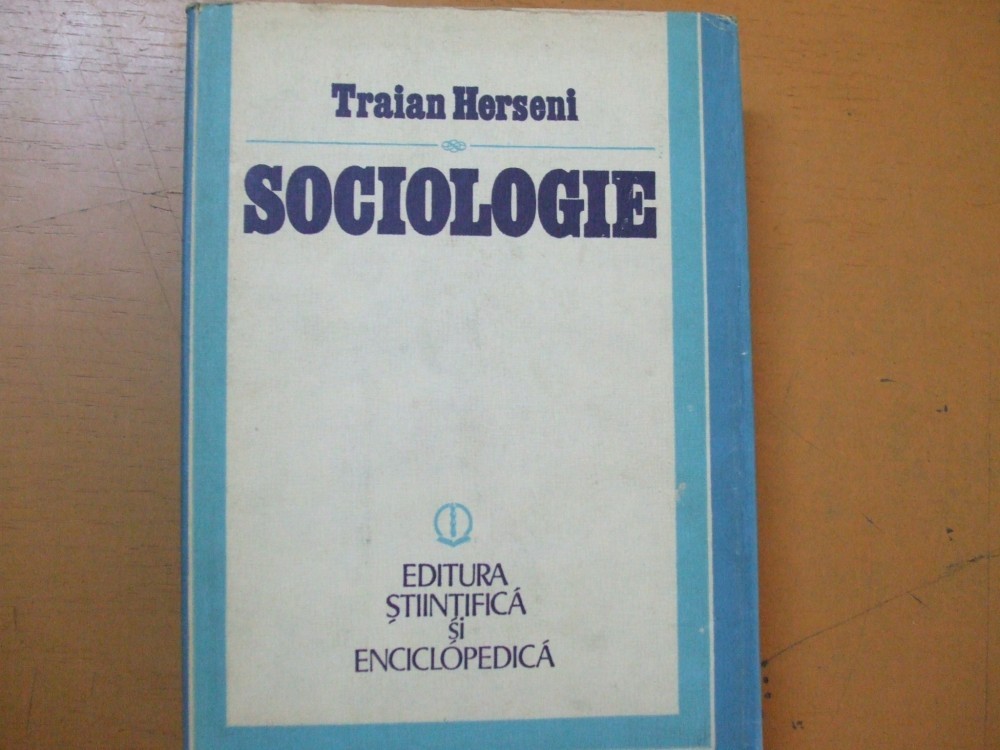 Traian Herseni
SOCIOLOGIE
EDITURA
ȘTIINȚIFICĂ
și
ENCICLOPEDICĂ